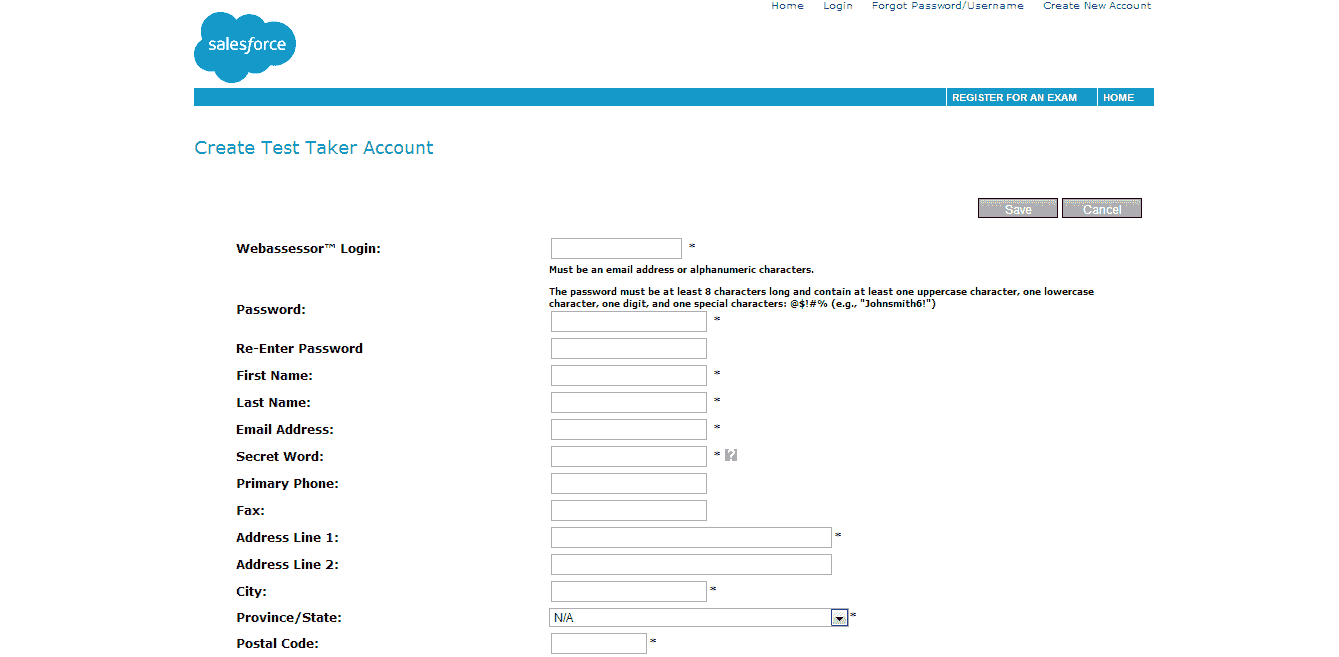 Home Login Forgot Password/Username Create New Account
salesforce
REGISTER FOR AN EXAM HOME
Create Test Taker Account
Save Cancel
Webassessor™ Login: *
Must be an email address or alphanumeric characters.
The password must be at least 8 characters long and contain at least one uppercase character, one lowercase
character, one digit, and one special characters: @$!#% (e.g., "Johnsmith6!")
Password: *
Re-Enter Password
First Name: *
Last Name: *
Email Address: *
Secret Word: * ?
Primary Phone:
Fax:
Address Line 1: *
Address Line 2:
City: *
Province/State: N/A *
Postal Code: *